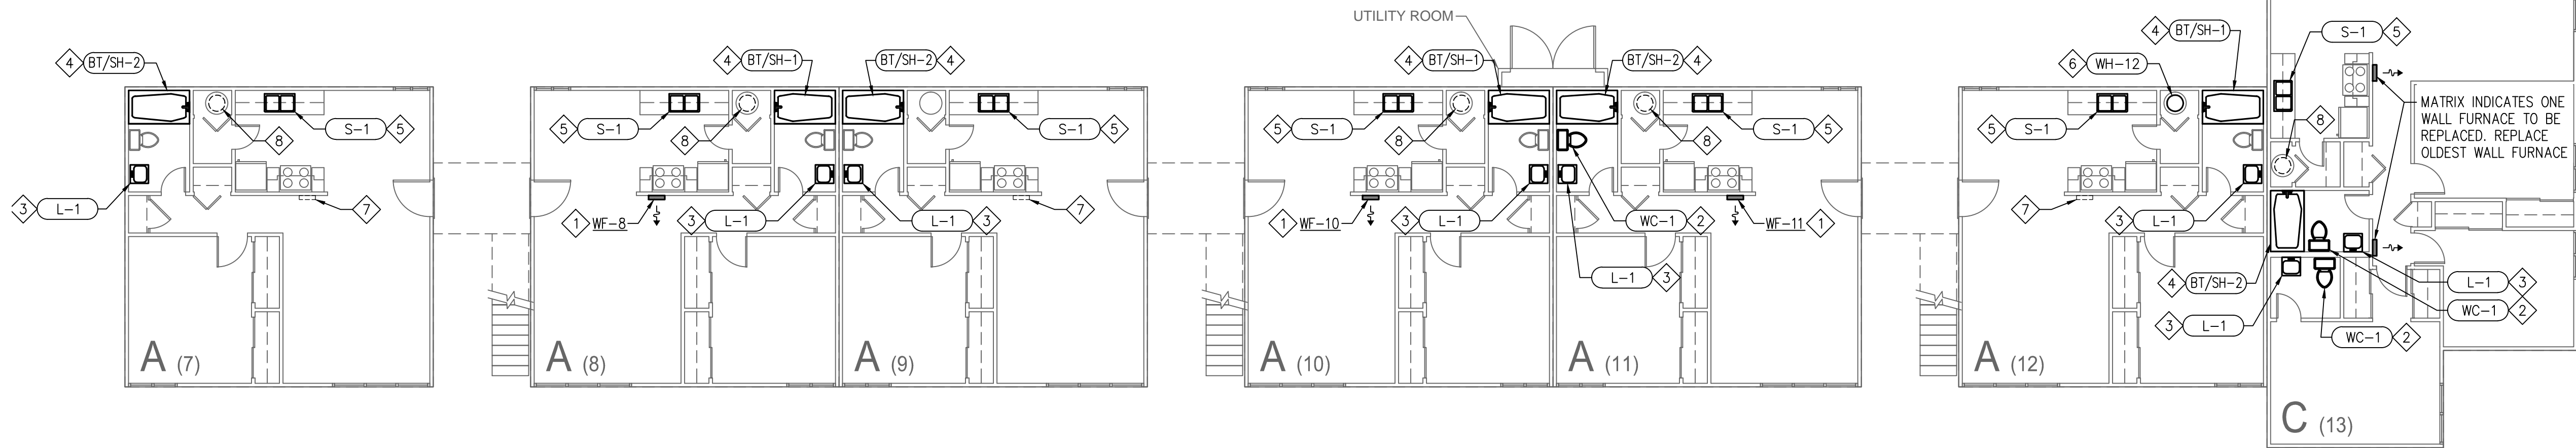 UTILITY ROOM
4 BT/SH-2
8
S-1 5
3 L-1
7
A (7)
4 BT/SH-1
5 S-1
8
1 WF-8
3 L-1
A (8)
BT/SH-2 4
S-1 5
L-1 3
7
A (9)
4 BT/SH-1
5 S-1
8
1 WF-10
3 L-1
A (10)
BT/SH-2 4
8
S-1 5
WC-1 2
WF-11 1
L-1 3
A (11)
4 BT/SH-1
6 WH-12
5 S-1
7
3 L-1
A (12)
S-1 5
MATRIX INDICATES ONE
WALL FURNACE TO BE
REPLACED. REPLACE
OLDEST WALL FURNACE
8
4 BT/SH-2
L-1 3
WC-1 2
3 L-1
WC-1 2
C (13)